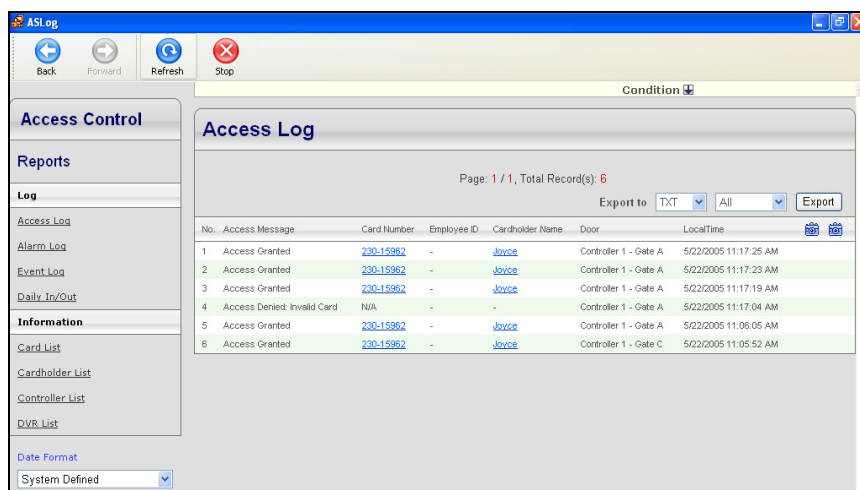 ASLog
Back Forward Refresh Stop
Condition
Access Control
Reports
Log
Access Log
Alarm Log
Event Log
Daily In/Out
Information
Card List
Cardholder List
Controller List
DVR List
Date Format
System Defined
Access Log
Page: 1 / 1, Total Record(s): 6
Export to TXT All Export
No. Access Message Card Number Employee ID Cardholder Name Door LocalTime
1 Access Granted 230-15962 - Joyce Controller 1 - Gate A 5/22/2005 11:17:25 AM
2 Access Granted 230-15962 - Joyce Controller 1 - Gate A 5/22/2005 11:17:23 AM
3 Access Granted 230-15962 - Joyce Controller 1 - Gate A 5/22/2005 11:17:19 AM
4 Access Denied: Invalid Card N/A - - Controller 1 - Gate A 5/22/2005 11:17:04 AM
5 Access Granted 230-15962 - Joyce Controller 1 - Gate A 5/22/2005 11:06:05 AM
6 Access Granted 230-15962 - Joyce Controller 1 - Gate C 5/22/2005 11:05:52 AM